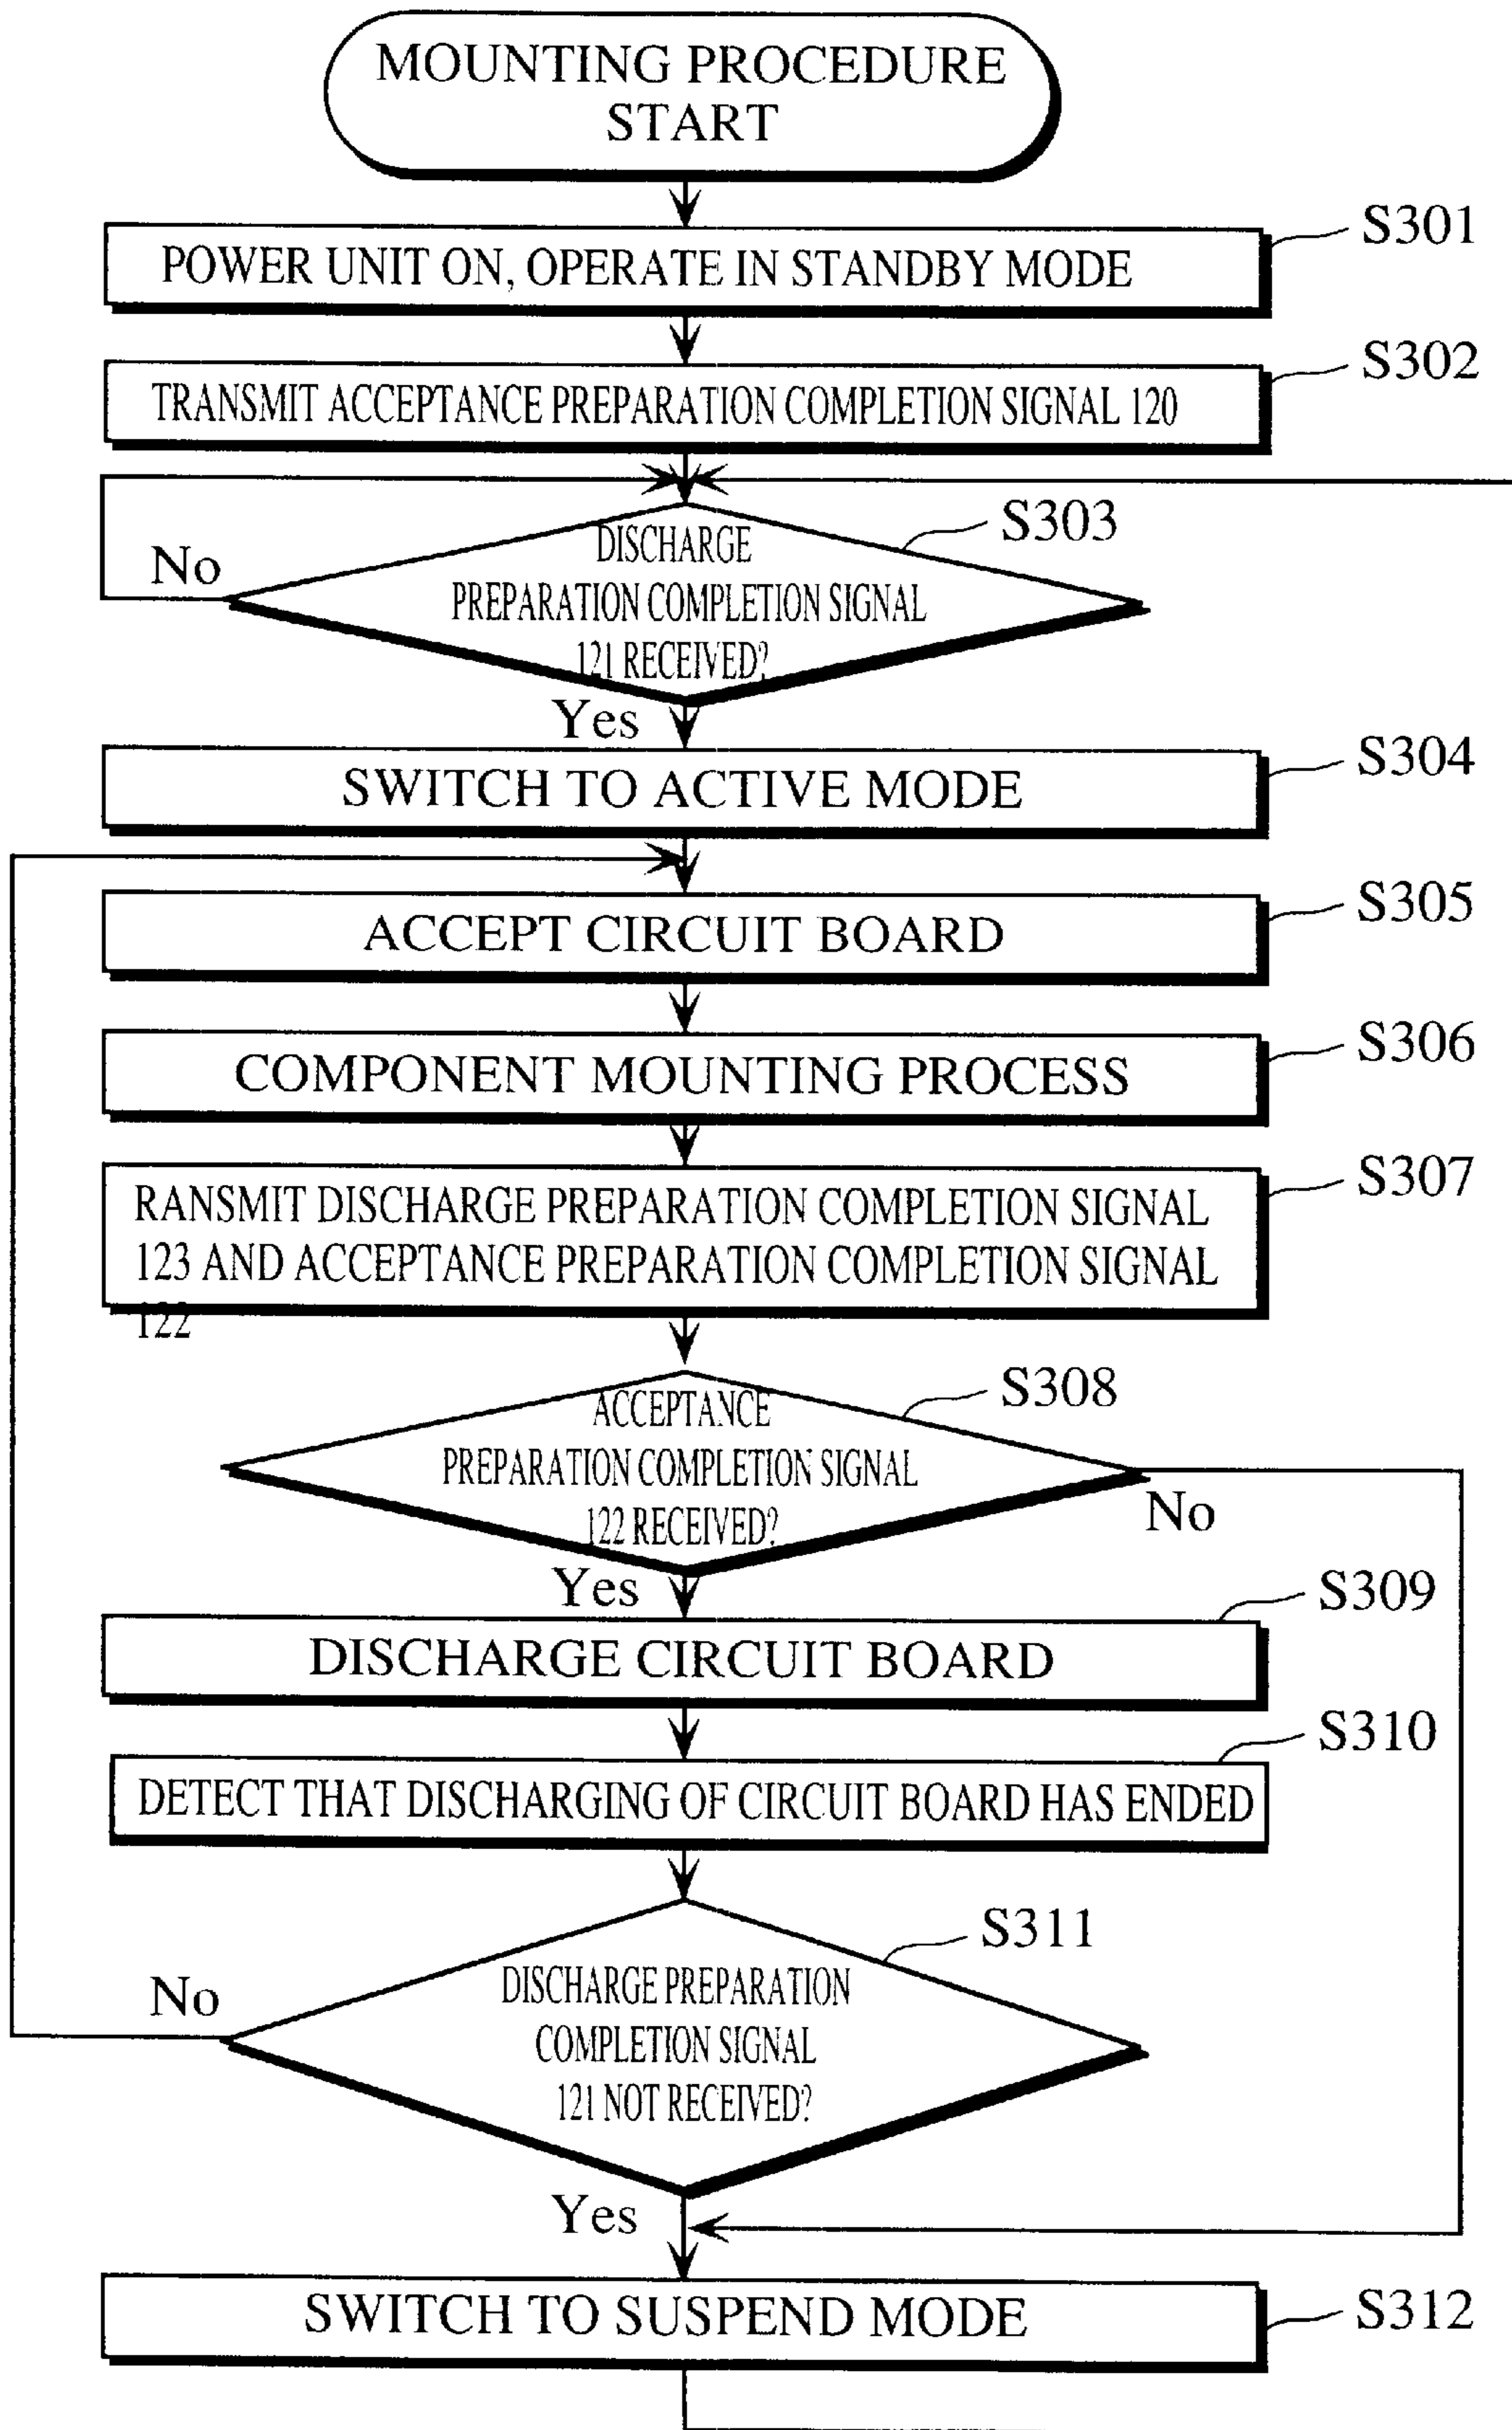 MOUNTING PROCEDURE
START
S301
POWER UNIT ON, OPERATE IN STANDBY MODE
S302
TRANSMIT ACCEPTANCE PREPARATION COMPLETION SIGNAL 120
S303
DISCHARGE
No
PREPARATION COMPLETION SIGNAL
121 RECEIVED?
Yes
S304
SWITCH TO ACTIVE MODE
S305
ACCEPT CIRCUIT BOARD
S306
COMPONENT MOUNTING PROCESS
S307
RANSMIT DISCHARGE PREPARATION COMPLETION SIGNAL
123 AND ACCEPTANCE PREPARATION COMPLETION SIGNAL
122
S308
ACCEPTANCE
PREPARATION COMPLETION SIGNAL
122 RECEIVED?
No
Yes
S309
DISCHARGE CIRCUIT BOARD
S310
DETECT THAT DISCHARGING OF CIRCUIT BOARD HAS ENDED
S311
No
DISCHARGE PREPARATION
COMPLETION SIGNAL
121 NOT RECEIVED?
Yes
S312
SWITCH TO SUSPEND MODE